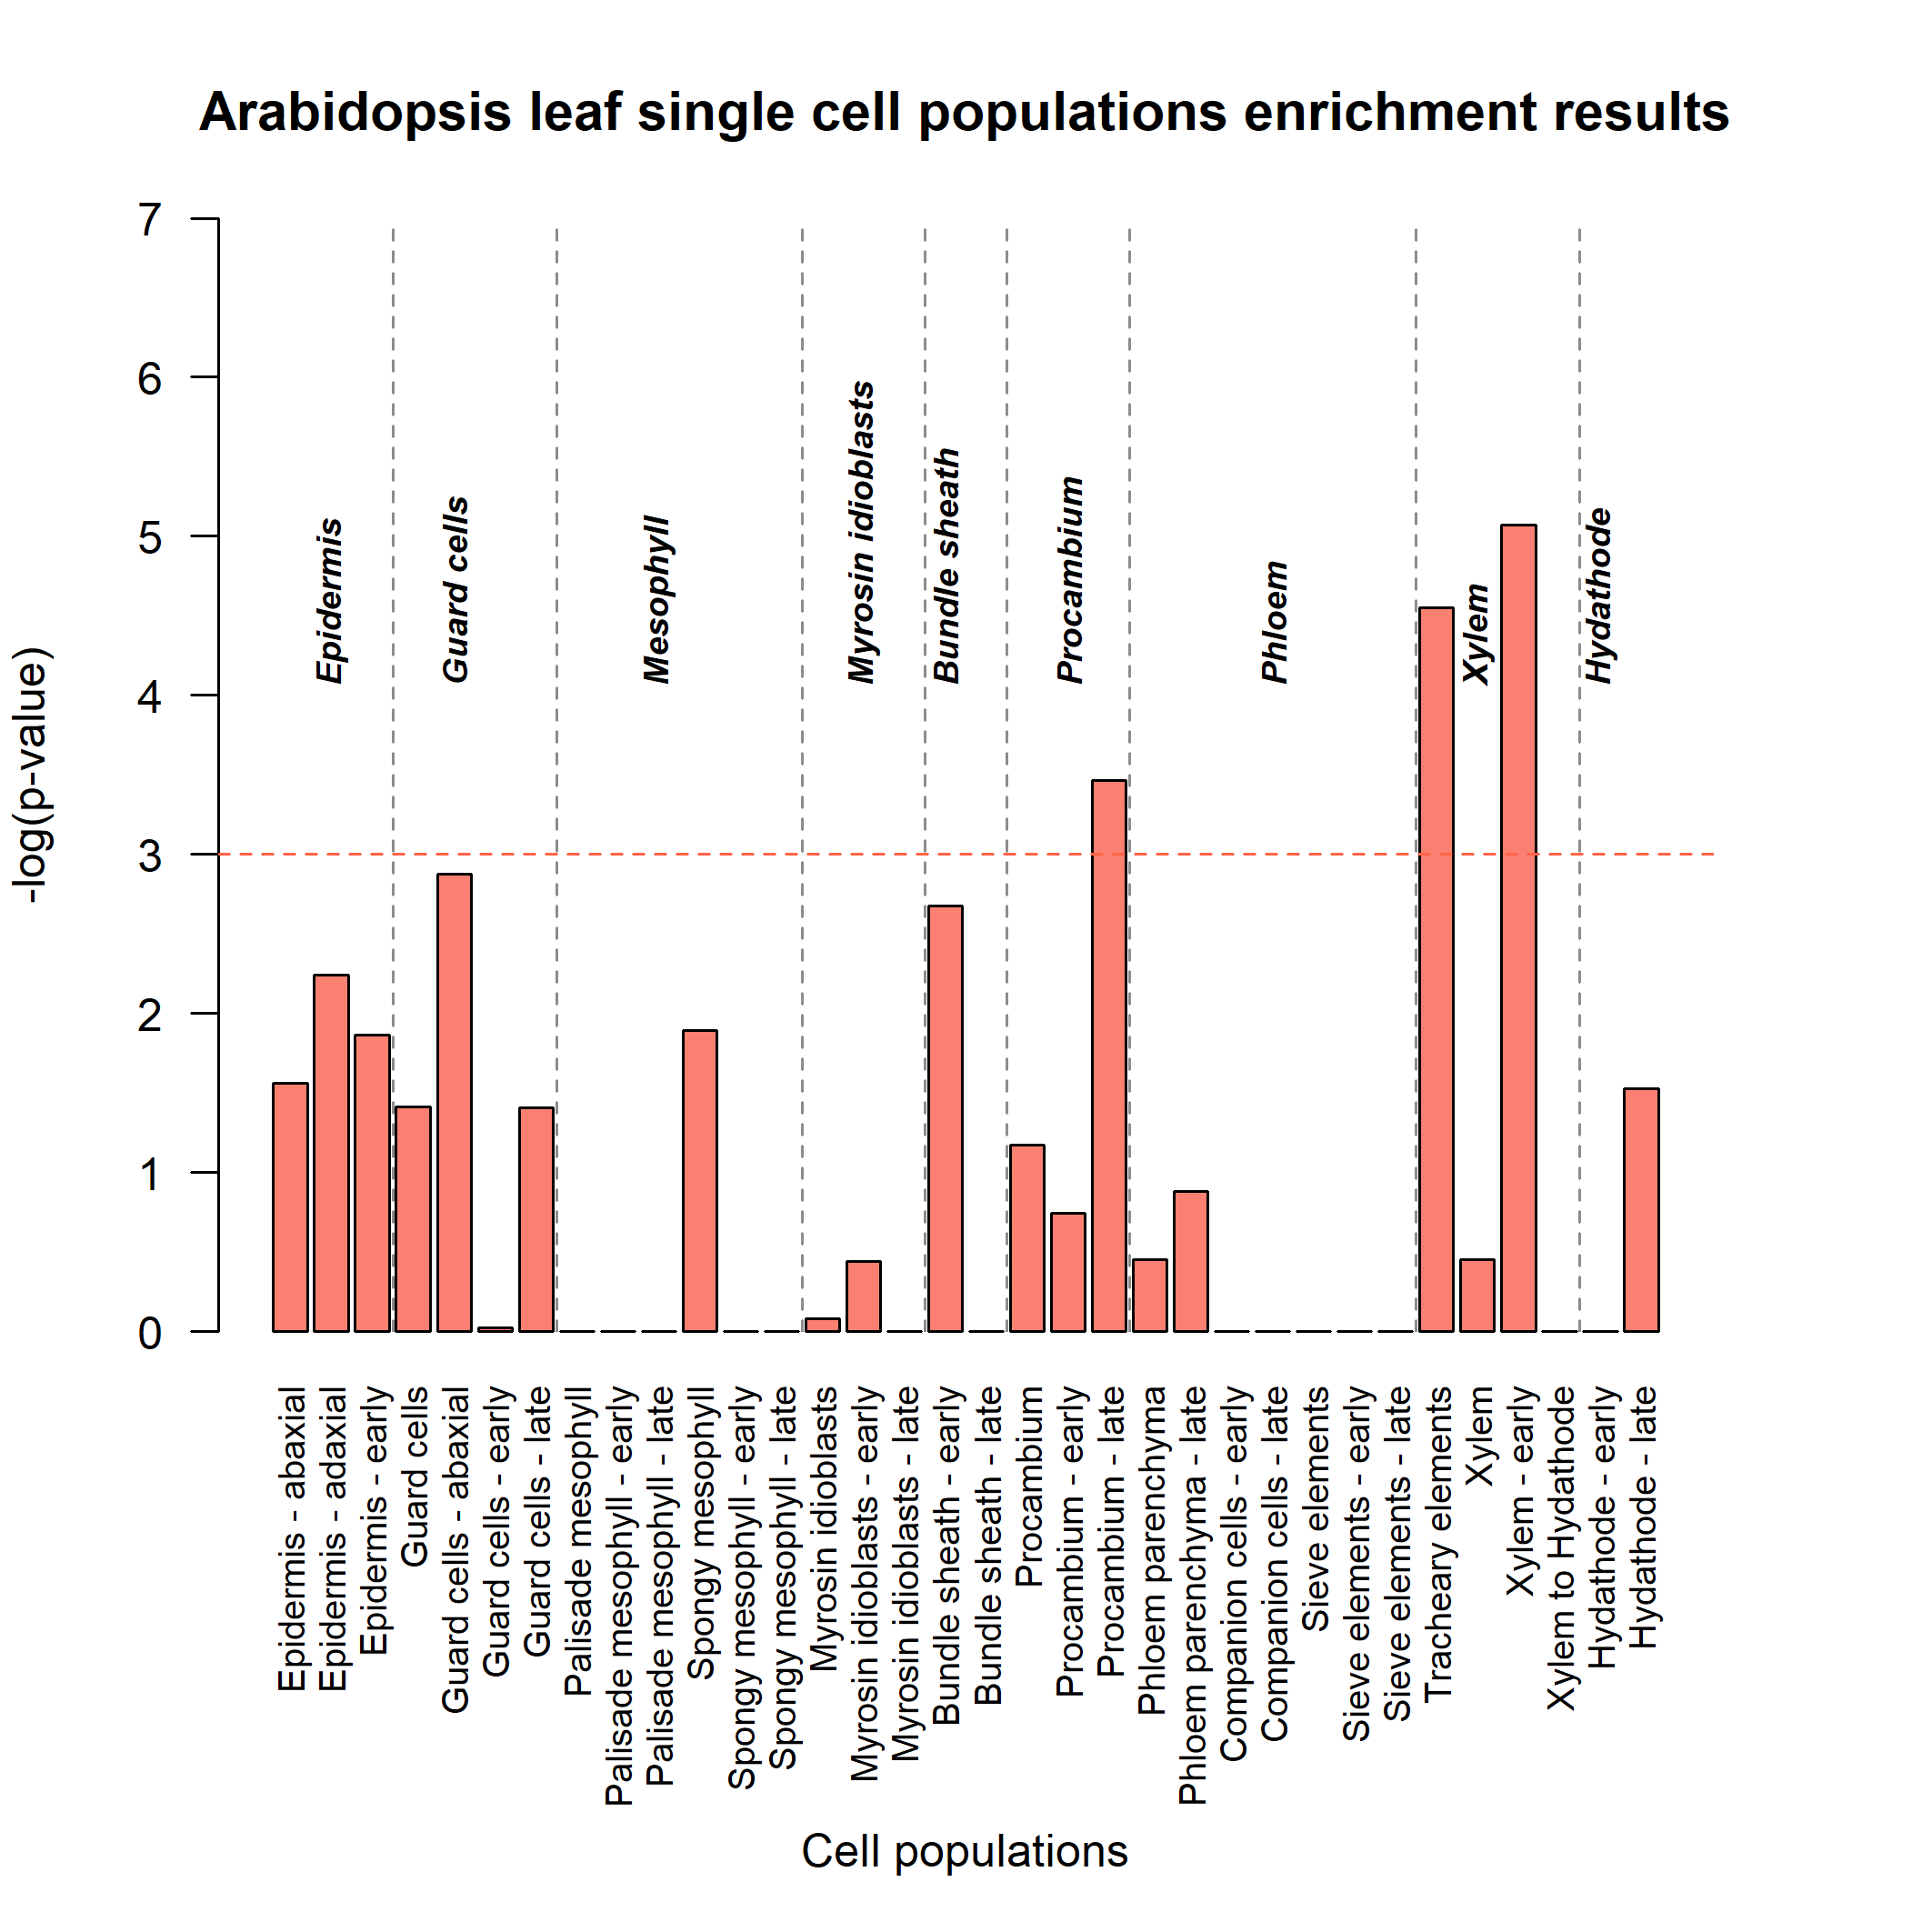 Arabidopsis leaf single cell populations enrichment results
7
6
5
4
3
2
1
0
-log(p-value)
Epidermis
Guard cells
Mesophyll
Myrosin idioblasts
Bundle sheath
Procambium
Phloem
Xylem
Hydathode
Epidermis - abaxial
Epidermis - adaxial
Epidermis - early
Guard cells
Guard cells - abaxial
Guard cells - early
Guard cells - late
Palisade mesophyll
Palisade mesophyll - early
Palisade mesophyll - late
Spongy mesophyll
Spongy mesophyll - early
Spongy mesophyll - late
Myrosin idioblasts
Myrosin idioblasts - early
Myrosin idioblasts - late
Bundle sheath - early
Bundle sheath - late
Procambium
Procambium - early
Procambium - late
Phloem parenchyma
Phloem parenchyma - late
Companion cells - early
Companion cells - late
Sieve elements
Sieve elements - early
Sieve elements - late
Tracheary elements
Xylem
Xylem - early
Xylem to Hydathode
Hydathode - early
Hydathode - late
Cell populations